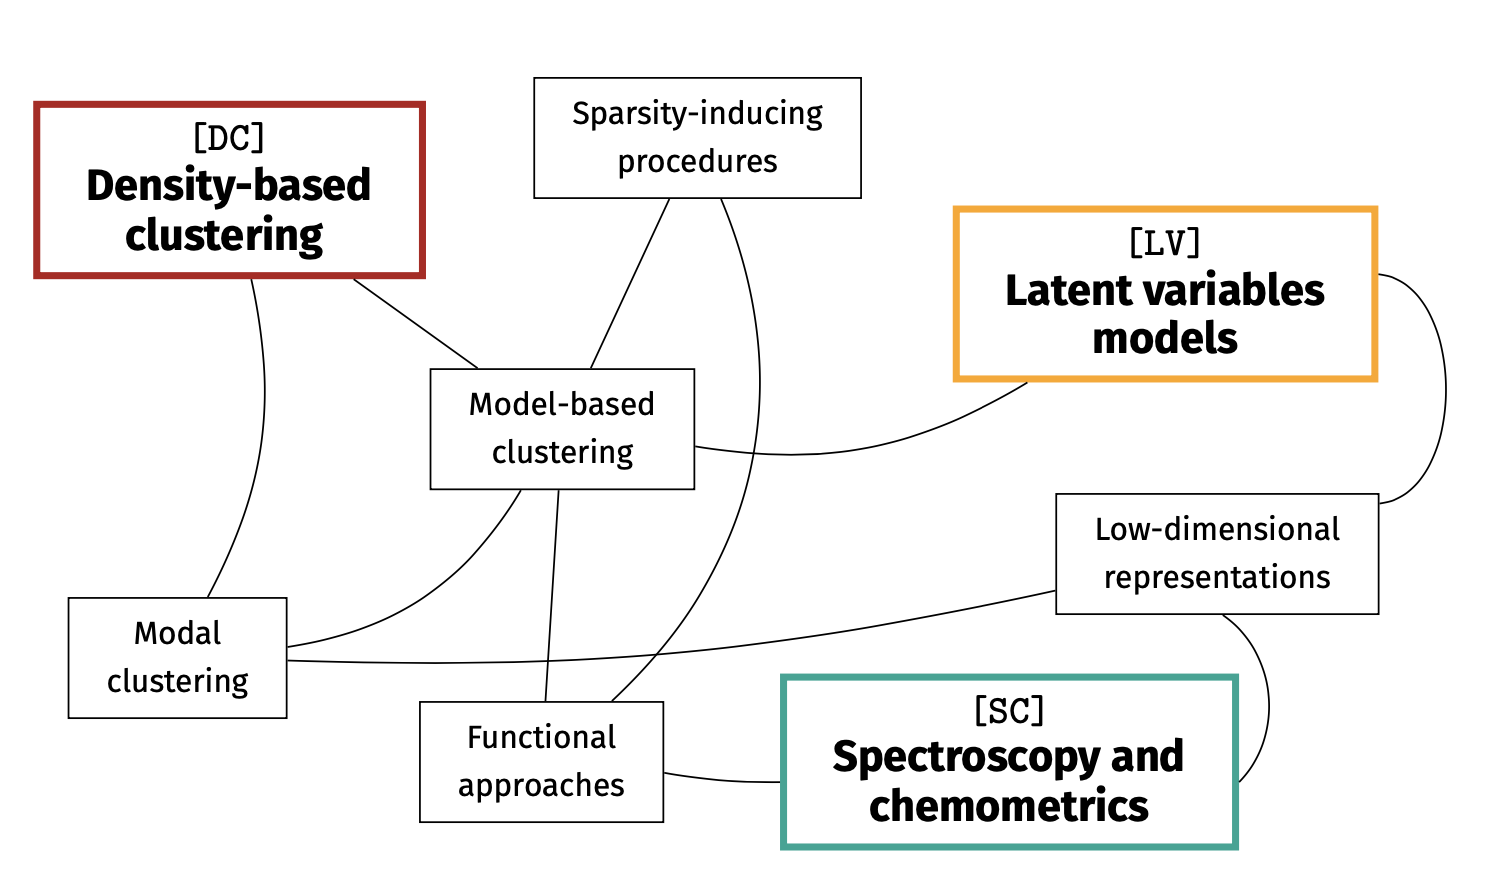 [DC]
Density-based
clustering
Sparsity-inducing
procedures
[LV]
Latent variables
models
Model-based
clustering
Low-dimensional
representations
Modal
clustering
[SC]
Spectroscopy and
chemometrics
Functional
approaches